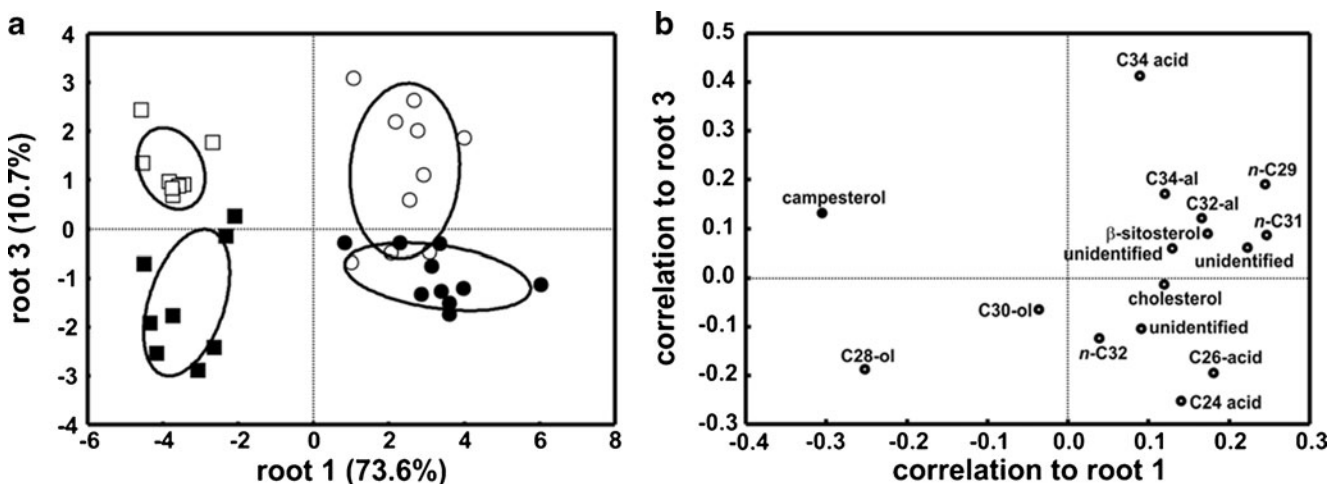 a
4
3
2
1
0
-1
-2
-3
-4
root 3 (10.7%)
-6 -4 -2 0 2 4 6 8
root 1 (73.6%)
b
0.5
0.4
0.3
0.2
0.1
0.0
-0.1
-0.2
-0.3
correlation to root 3
C34 acid
C34-al
n-C29
campesterol
C32-al
β-sitosterol
n-C31
unidentified
unidentified
cholesterol
C30-ol
unidentified
n-C32
C28-ol
C26-acid
C24 acid
-0.4 -0.3 -0.2 -0.1 0.0 0.1 0.2 0.3
correlation to root 1